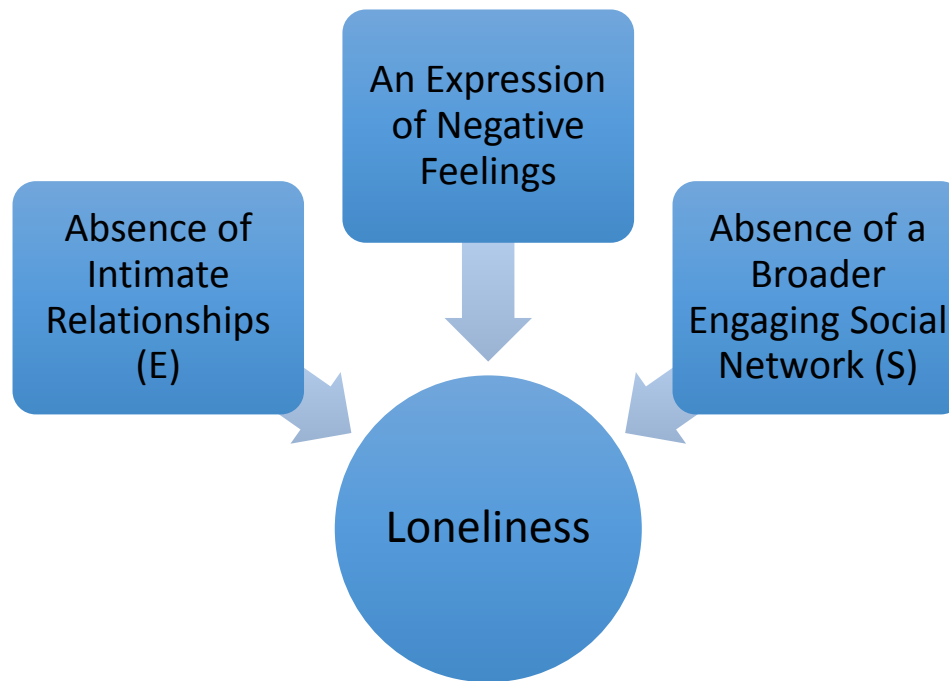 An Expression
of Negative
Feelings
Absence of
Intimate
Relationships
(E)
Absence of a
Broader
Engaging Social
Network (S)
Loneliness